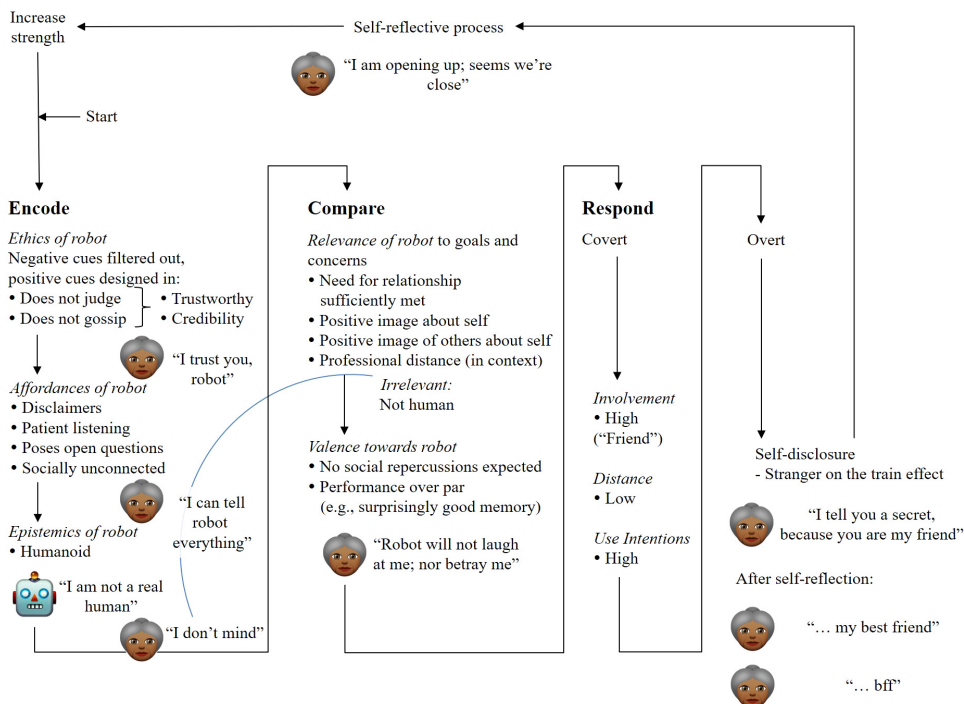 Increase
strength
Self-reflective process
“I am opening up; seems we’re
close”
Start
Encode
Ethics of robot
Negative cues filtered out,
positive cues designed in:
• Does not judge
• Does not gossip
• Trustworthy
• Credibility
“I trust you,
robot”
Affordances of robot
• Disclaimers
• Patient listening
• Poses open questions
• Socially unconnected
“I can tell
robot
everything”
Epistemics of robot
• Humanoid
“I am not a real
human”
“I don’t mind”
Compare
Relevance of robot to goals and
concerns
• Need for relationship
sufficiently met
• Positive image about self
• Positive image of others about self
• Professional distance (in context)
Irrelevant:
Not human
Valence towards robot
• No social repercussions expected
• Performance over par
(e.g., surprisingly good memory)
“Robot will not laugh
at me; nor betray me”
Respond
Covert
Involvement
• High
(“Friend”)
Distance
• Low
Use Intentions
• High
Overt
Self-disclosure
- Stranger on the train effect
“I tell you a secret,
because you are my friend”
After self-reflection:
“… my best friend”
“… bff”